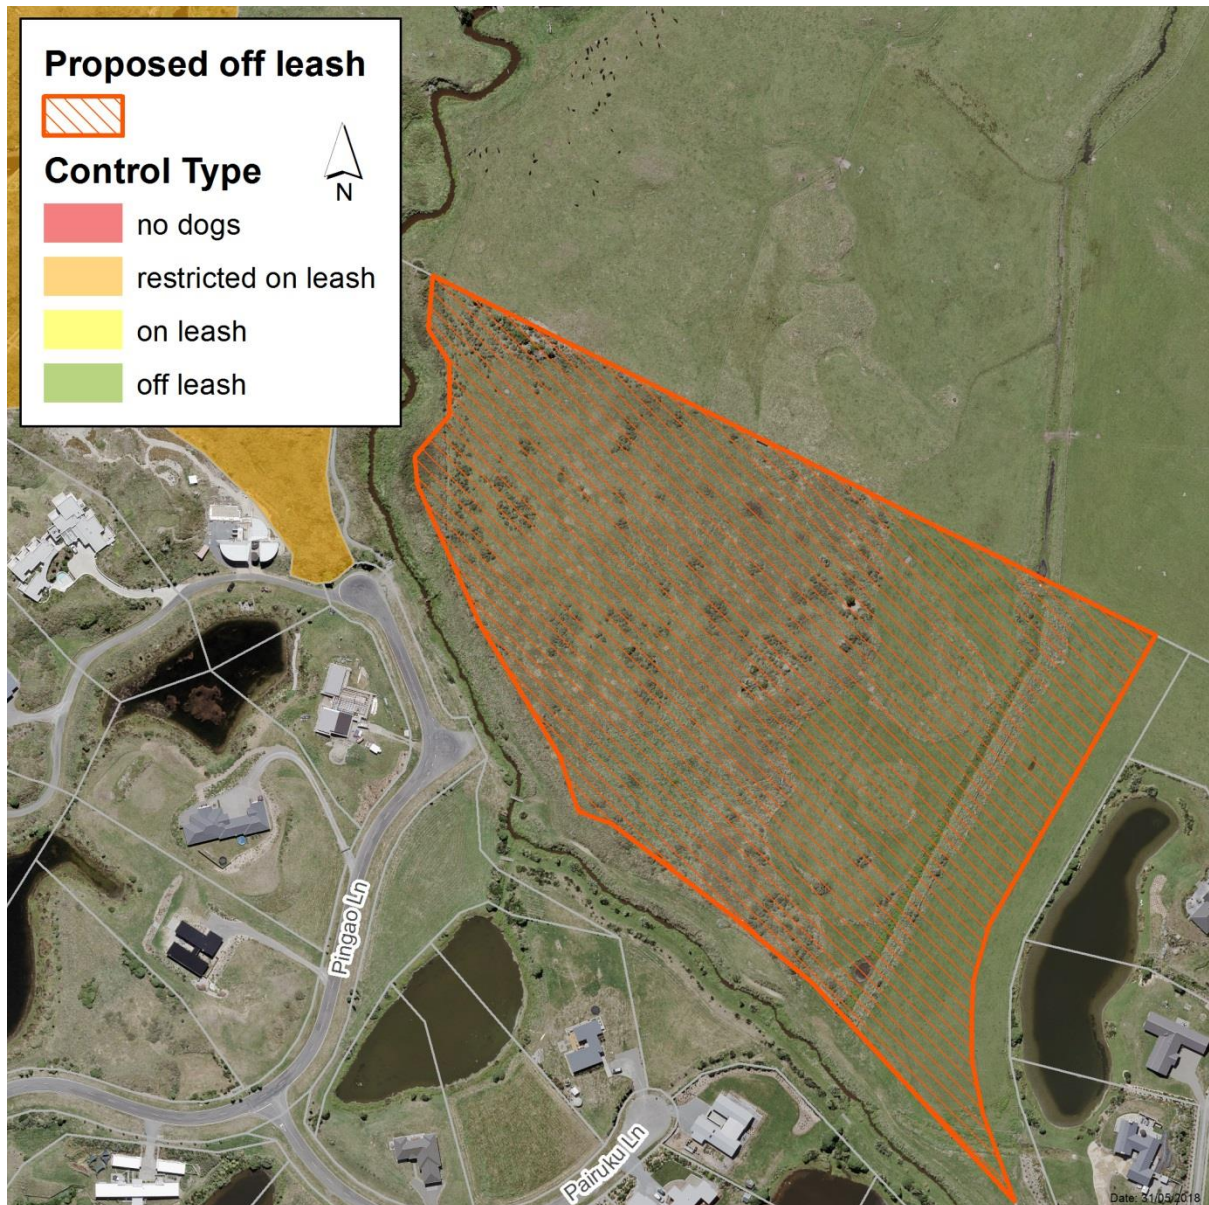 Proposed off leash
Control Type
N
no dogs
restricted on leash
on leash
off leash
Pingao Ln
Pairuku Ln
Date: 31/05/2018